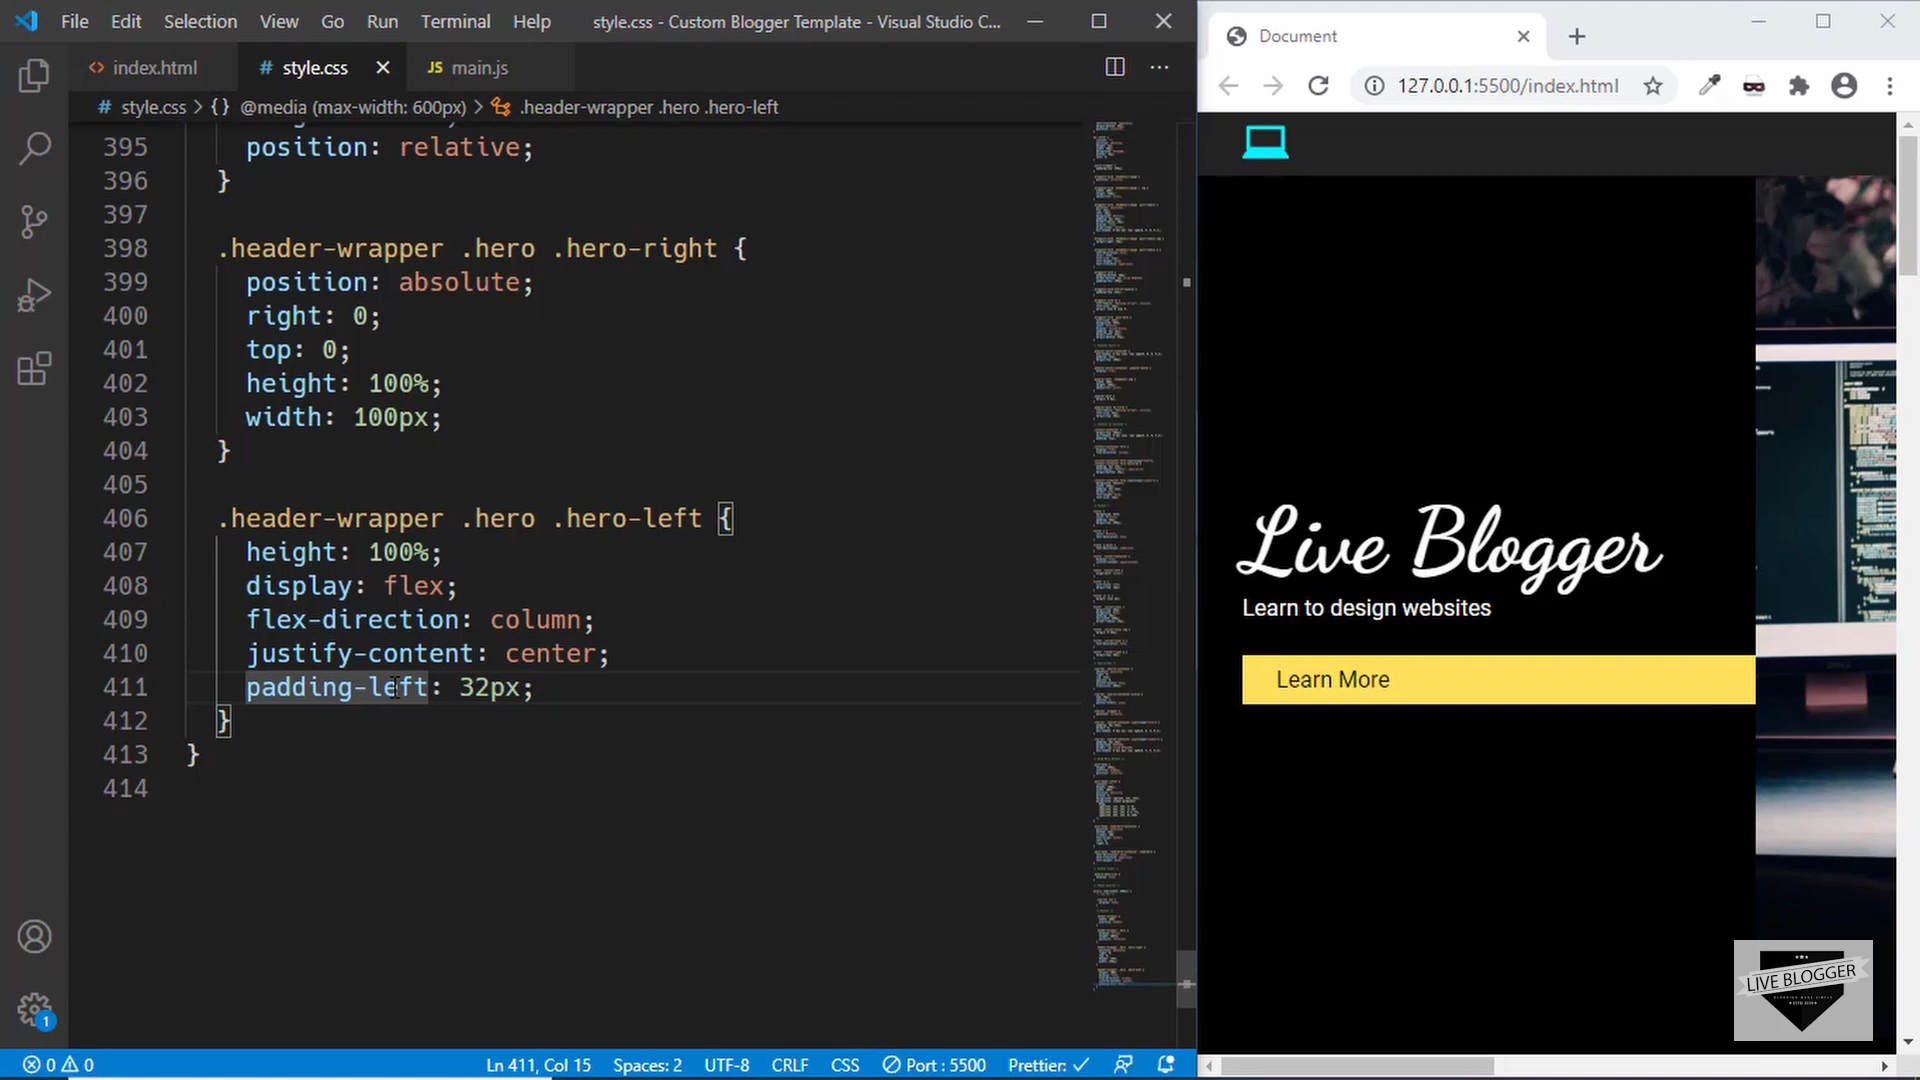 File Edit Selection View Go Run Terminal Help style.css - Custom Blogger Template - Visual Studio C...
index.html # style.css JS main.js
# style.css > {} @media (max-width: 600px) > .header-wrapper .hero .hero-left
395 position: relative;
396 }
397
398 .header-wrapper .hero .hero-right {
399 position: absolute;
400 right: 0;
401 top: 0;
402 height: 100%;
403 width: 100px;
404 }
405
406 .header-wrapper .hero .hero-left {
407 height: 100%;
408 display: flex;
409 flex-direction: column;
410 justify-content: center;
411 padding-left: 32px;
412 }
413 }
414
1
0 0 Ln 411, Col 15 Spaces: 2 UTF-8 CRLF CSS Port : 5500 Prettier: ✓
Document
127.0.0.1:5500/index.html
Live Blogger
Learn to design websites
Learn More
LIVE BLOGGER